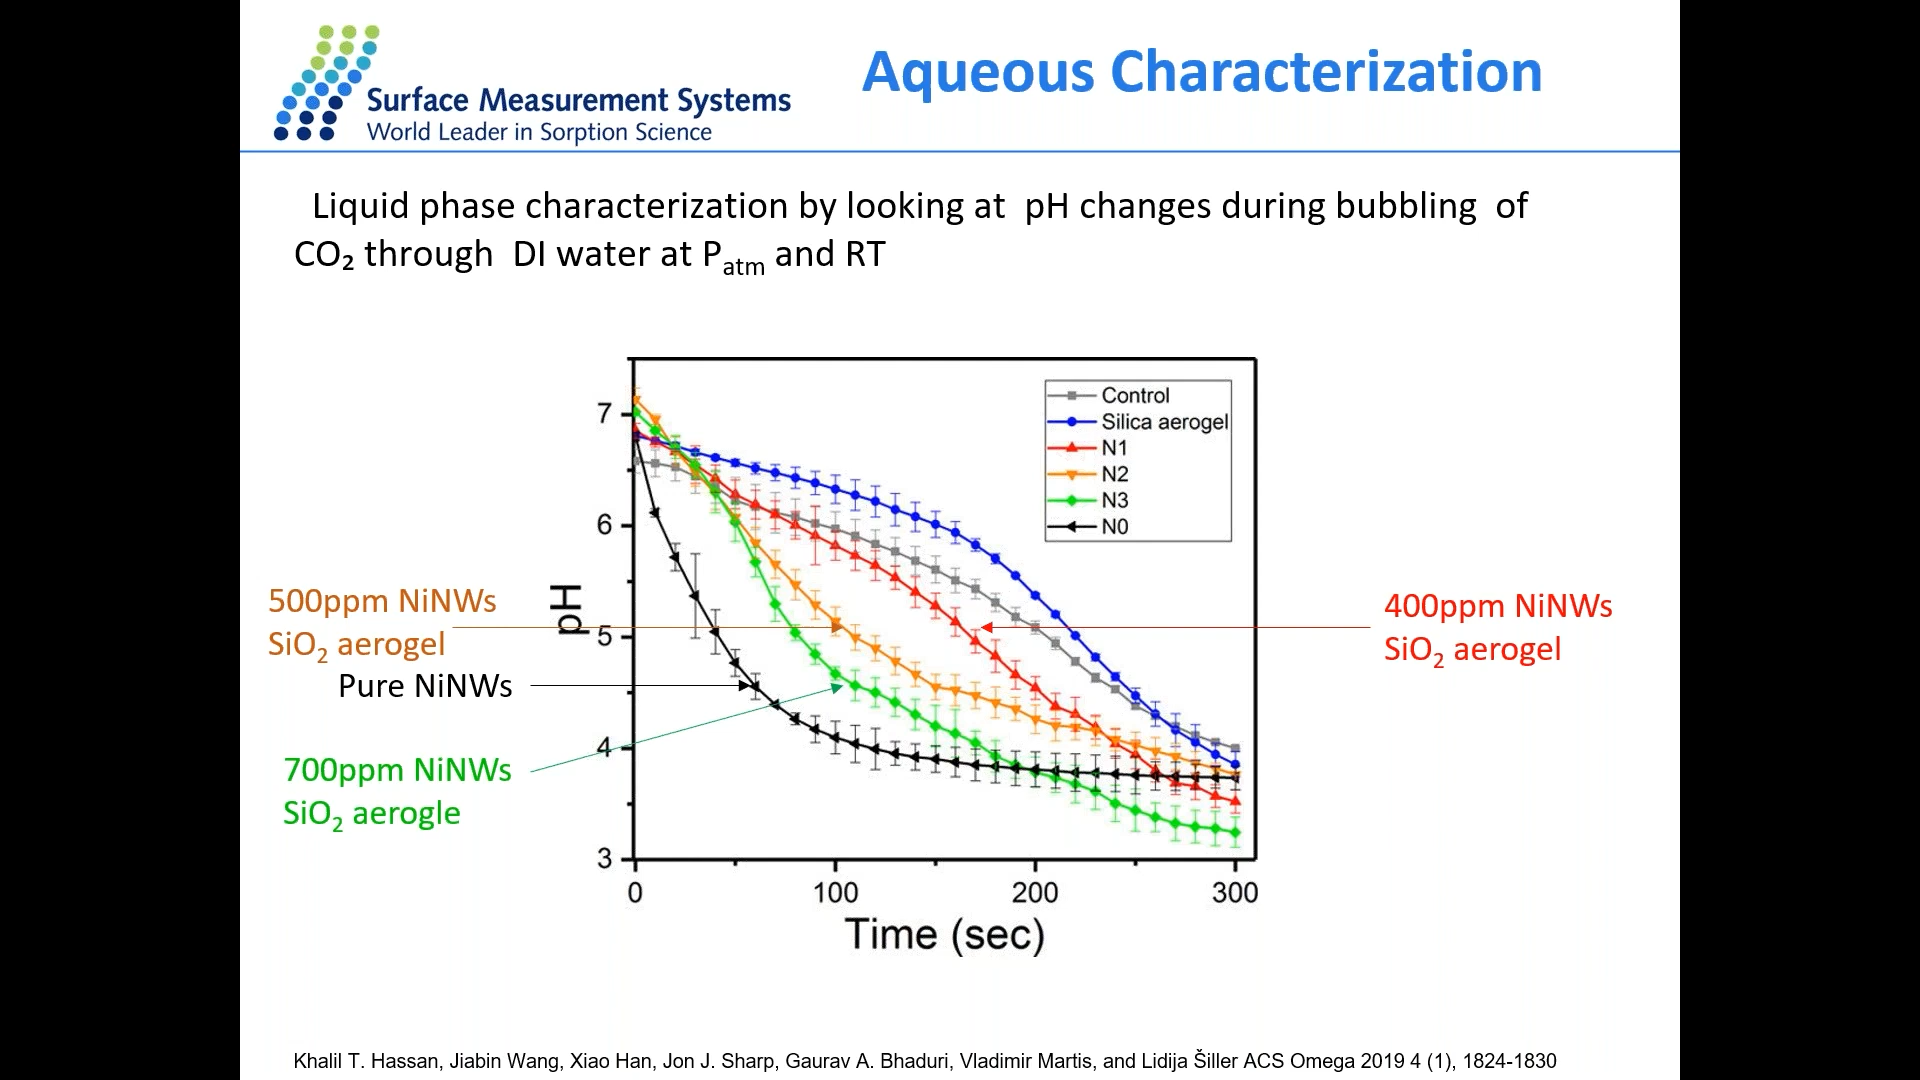 Surface Measurement Systems
World Leader in Sorption Science
Aqueous Characterization
Liquid phase characterization by looking at pH changes during bubbling of
CO₂ through DI water at Patm and RT
Control
Silica aerogel
N1
N2
N3
N0
7
6
5
4
3
pH
0
100
200
300
Time (sec)
500ppm NiNWs
SiO2 aerogel
Pure NiNWs
700ppm NiNWs
SiO2 aerogle
400ppm NiNWs
SiO2 aerogel
Khalil T. Hassan, Jiabin Wang, Xiao Han, Jon J. Sharp, Gaurav A. Bhaduri, Vladimir Martis, and Lidija Šiller ACS Omega 2019 4 (1), 1824-1830